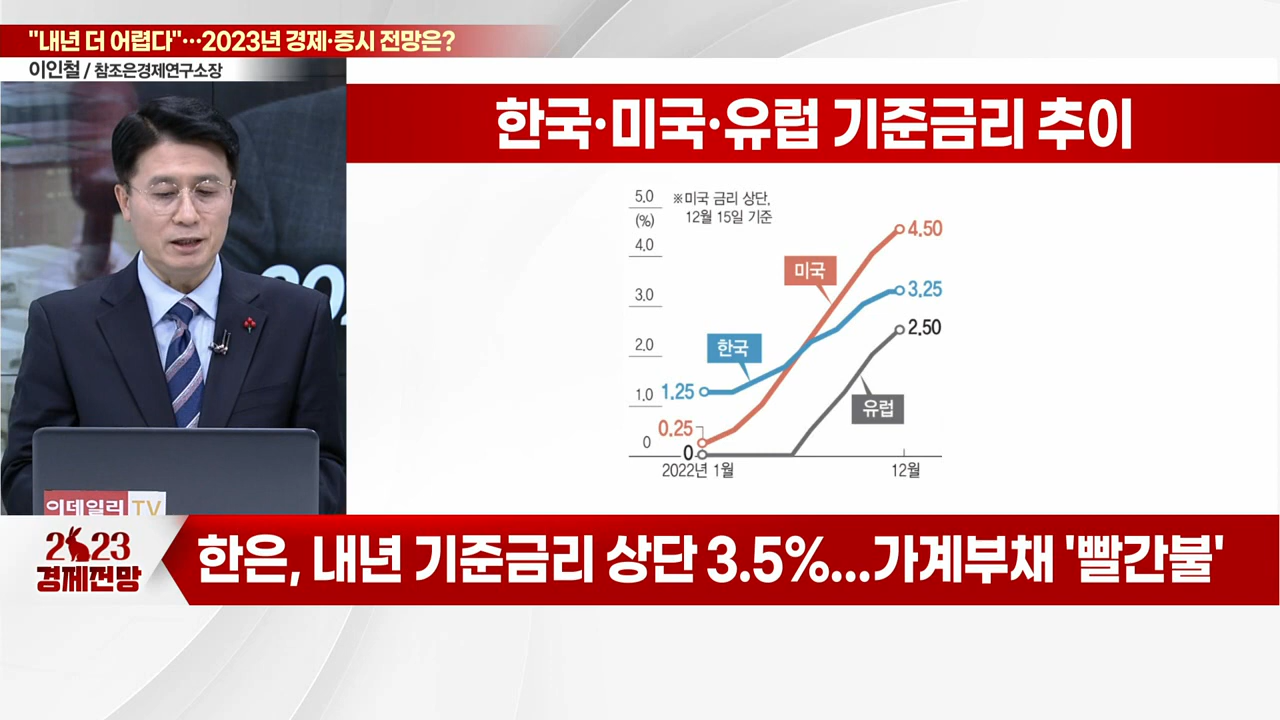 "내년 더 어렵다"…2023년 경제·증시 전망은?
이인철 / 참조은경제연구소장
한국·미국·유럽 기준금리 추이
5.0
(%)
4.0
3.0
2.0
1.0
0
※미국 금리 상단,
12월 15일 기준
미국
4.50
3.25
2.50
한국
1.25
0.25
0
유럽
2022년 1월
12월
이데일리 TV
2023
경제전망
한은, 내년 기준금리 상단 3.5%...가계부채 '빨간불'